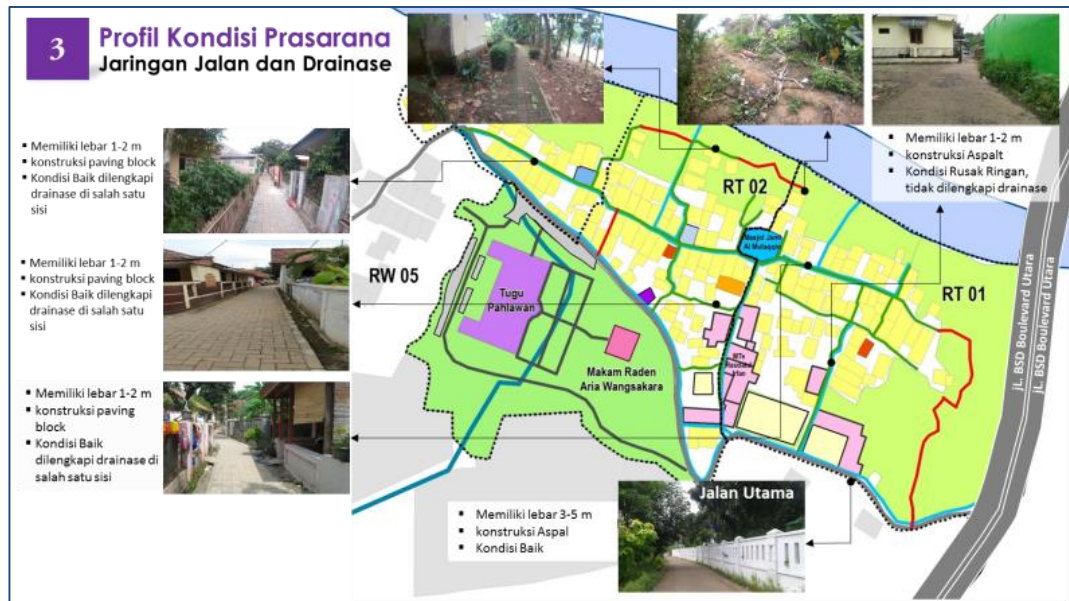 3
Profil Kondisi Prasarana
Jaringan Jalan dan Drainase
▪ Memiliki lebar 1-2 m
▪ konstruksi paving block
▪ Kondisi Baik dilengkapi
drainase di salah satu
sisi
▪ Memiliki lebar 1-2 m
▪ konstruksi paving block
▪ Kondisi Baik dilengkapi
drainase di salah satu
sisi
▪ Memiliki lebar 1-2 m
▪ konstruksi paving
block
▪ Kondisi Baik
dilengkapi drainase di
salah satu sisi
▪ Memiliki lebar 1-2 m
▪ konstruksi Aspalt
▪ Kondisi Rusak Ringan,
tidak dilengkapi drainase
RT 02
Masjid Jami
RW 05
Tugu
Pahlawan
RT 01
Makam Raden
Aria Wangsakara
MTs
jL. BSD Boulevard Utara
jL. BSD Boulevard Utara
Jalan Utama
▪ Memiliki lebar 3-5 m
▪ konstruksi Aspal
▪ Kondisi Baik